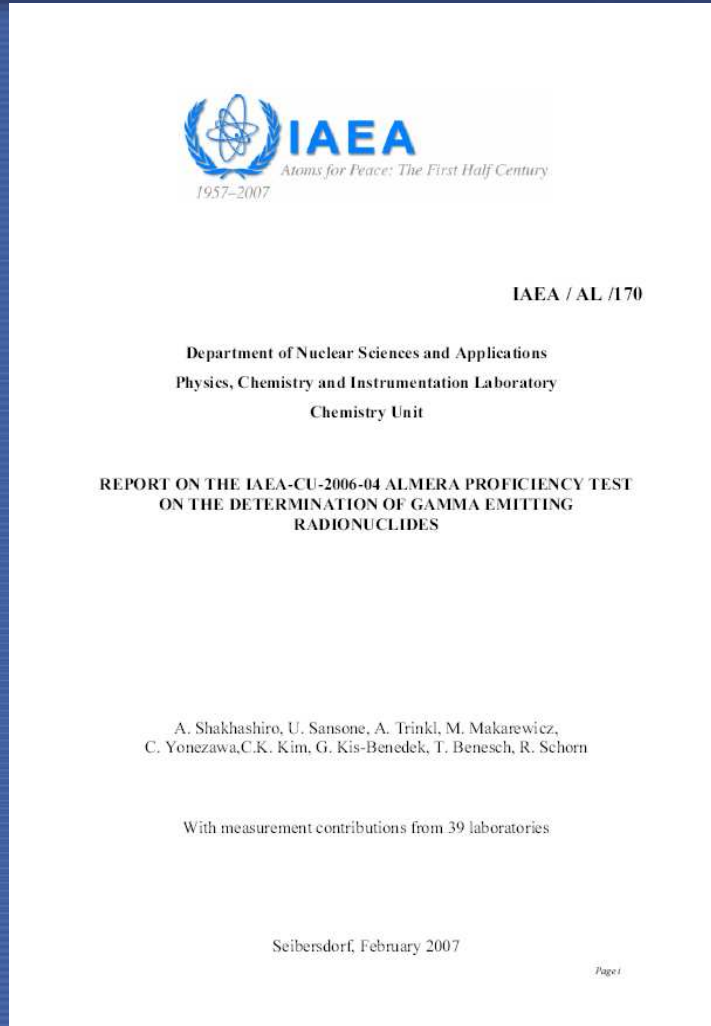 IAEA
Atoms for Peace: The First Half Century
1957–2007
IAEA / AL /170
Department of Nuclear Sciences and Applications
Physics, Chemistry and Instrumentation Laboratory
Chemistry Unit
REPORT ON THE IAEA-CU-2006-04 ALMERA PROFICIENCY TEST
ON THE DETERMINATION OF GAMMA EMITTING
RADIONUCLIDES
A. Shakhashiro, U. Sansone, A. Trinkl, M. Makarewicz,
C. Yonezawa,C.K. Kim, G. Kis-Benedek, T. Benesch, R. Schorn
With measurement contributions from 39 laboratories
Seibersdorf, February 2007
Page i